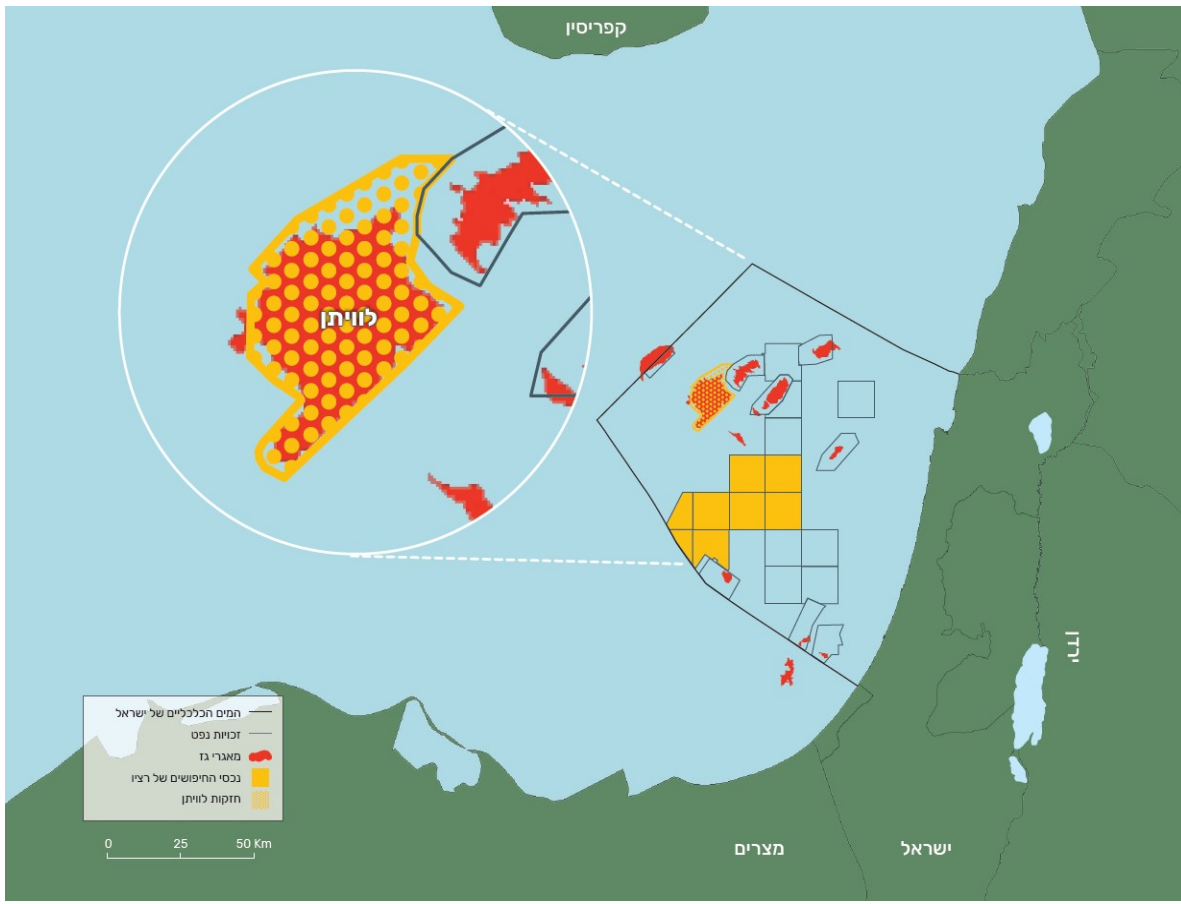 קפריסין
לוויתן
ירדן
המים הכלכליים של ישראל
זכויות נפט
מאגרי גז
נכסי החיפושים של רציו
חזקות לוויתן
0 25 50 Km
מצרים
ישראל